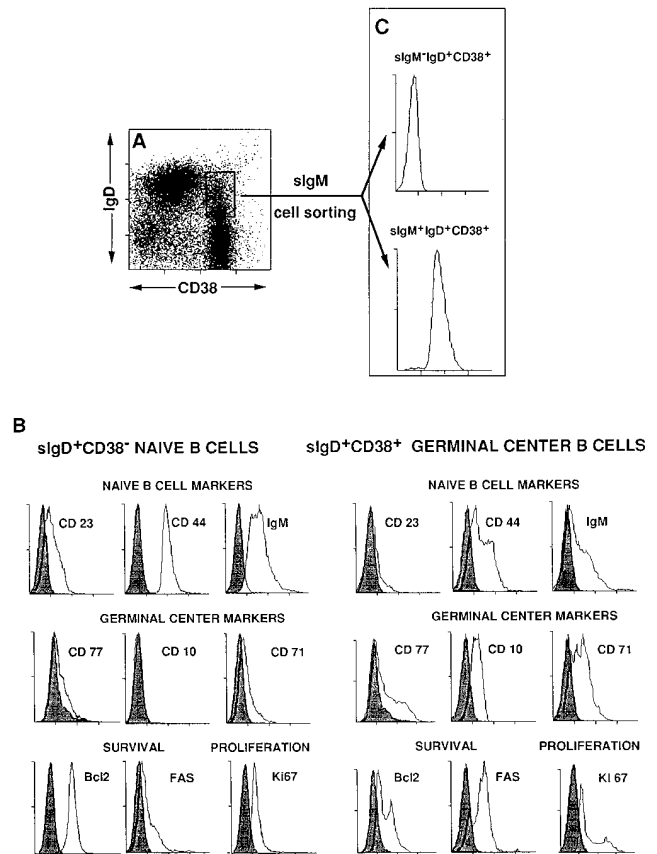 C
sIgM-IgD+CD38+
A
IgD
CD38
sIgM
cell sorting
sIgM+IgD+CD38+
B
sIgD+CD38- NAIVE B CELLS
NAIVE B CELL MARKERS
CD 23
CD 44
IgM
GERMINAL CENTER MARKERS
CD 77
CD 10
CD 71
SURVIVAL
PROLIFERATION
Bcl2
FAS
Ki67
sIgD+CD38+ GERMINAL CENTER B CELLS
NAIVE B CELL MARKERS
CD 23
CD 44
IgM
GERMINAL CENTER MARKERS
CD 77
CD 10
CD 71
SURVIVAL
PROLIFERATION
Bcl2
FAS
KI 67